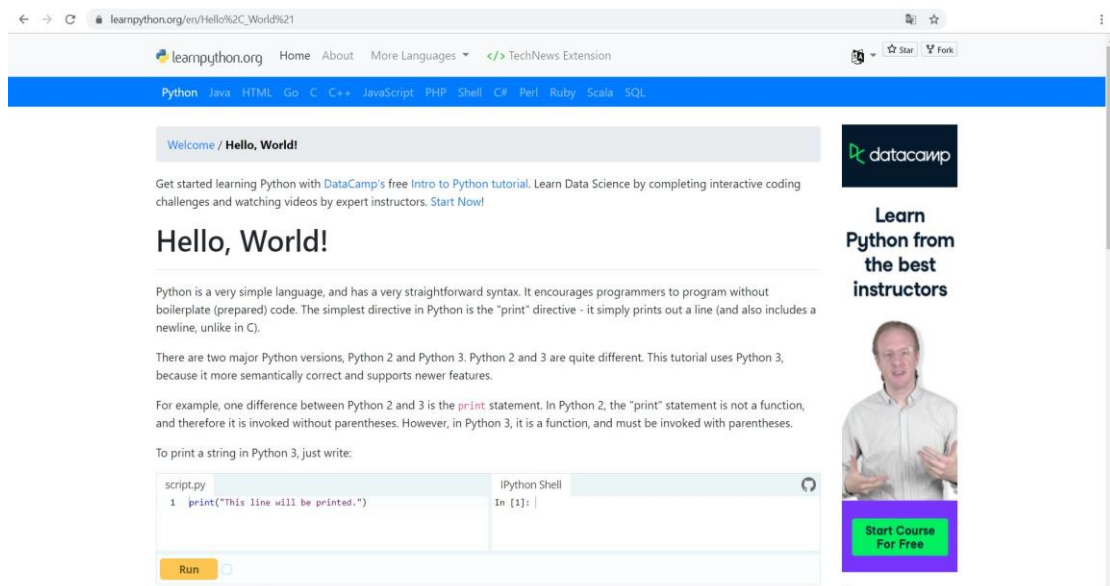 learnpython.org/en/Hello%2C_World%21
learnpython.org Home About More Languages </> TechNews Extension
Star Fork
Python Java HTML Go C C++ JavaScript PHP Shell C# Perl Ruby Scala SQL
Welcome / Hello, World!
Get started learning Python with DataCamp's free Intro to Python tutorial. Learn Data Science by completing interactive coding
challenges and watching videos by expert instructors. Start Now!
Hello, World!
Python is a very simple language, and has a very straightforward syntax. It encourages programmers to program without
boilerplate (prepared) code. The simplest directive in Python is the "print" directive - it simply prints out a line (and also includes a
newline, unlike in C).
There are two major Python versions, Python 2 and Python 3. Python 2 and 3 are quite different. This tutorial uses Python 3,
because it more semantically correct and supports newer features.
For example, one difference between Python 2 and 3 is the print statement. In Python 2, the "print" statement is not a function,
and therefore it is invoked without parentheses. However, in Python 3, it is a function, and must be invoked with parentheses.
To print a string in Python 3, just write:
script.py
1 print("This line will be printed.")
IPython Shell
In [1]:
Run
datacamp
Learn
Python from
the best
instructors
Start Course
For Free